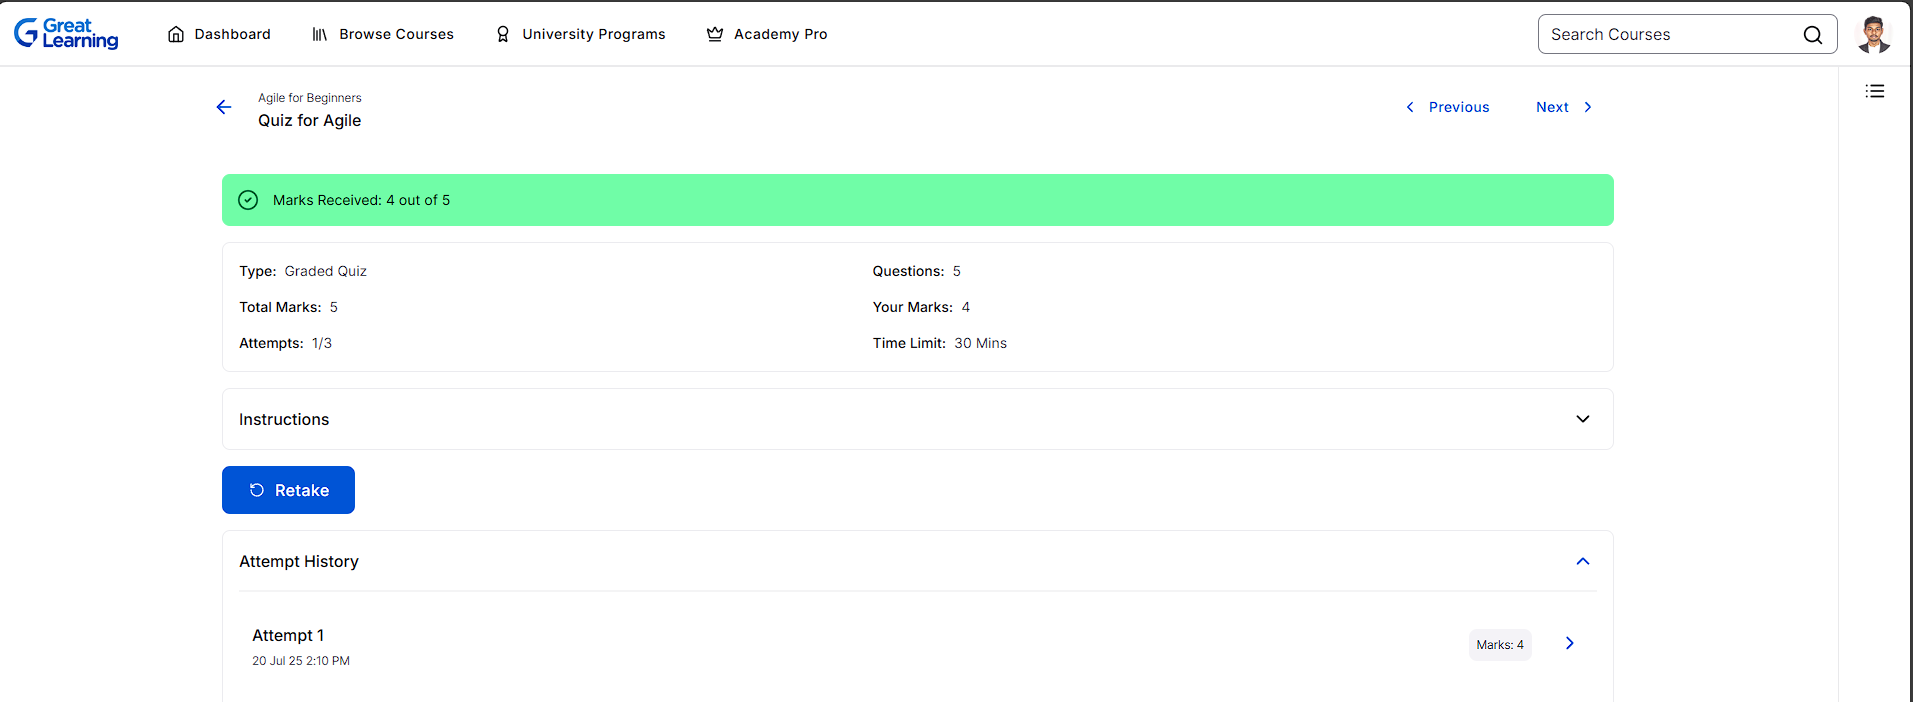 Great Learning
Dashboard
Browse Courses
University Programs
Academy Pro
Search Courses
Agile for Beginners
Quiz for Agile
Previous
Next
Marks Received: 4 out of 5
Type: Graded Quiz
Questions: 5
Total Marks: 5
Your Marks: 4
Attempts: 1/3
Time Limit: 30 Mins
Instructions
Retake
Attempt History
Attempt 1
Marks: 4
20 Jul 25 2:10 PM